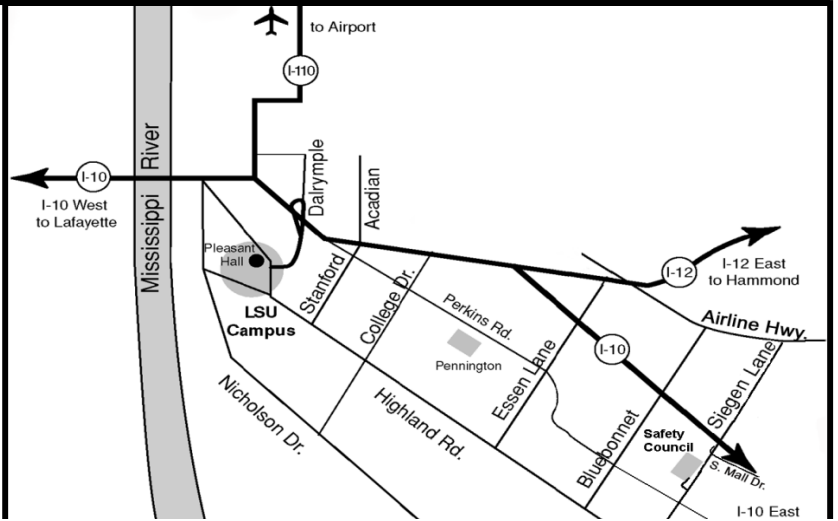 to Airport
I-110
Mississippi River
Dalrymple
Acadian
I-10
I-10 West
to Lafayette
Pleasant
Hall
LSU
Campus
Stanford
College Dr.
I-12
I-12 East
to Hammond
Perkins Rd.
Airline Hwy.
Pennington
I-10
Essen Lane
Siegen Lane
Nicholson Dr.
Highland Rd.
Bluebonnet
Safety
Council
S. Mall Dr.
I-10 East